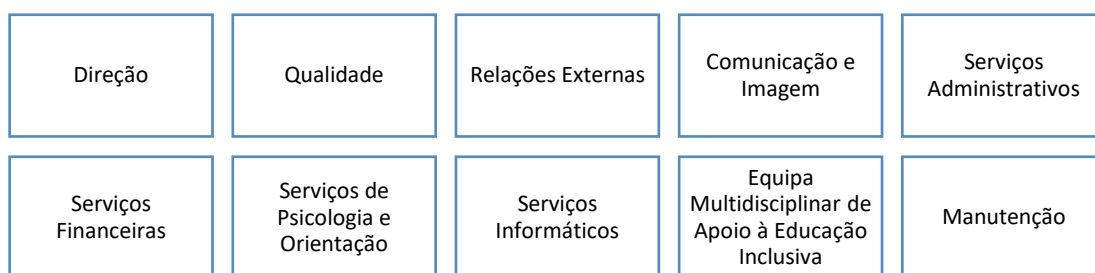 Direção
Qualidade
Relações Externas
Comunicação e
Imagem
Serviços
Administrativos
Serviços
Financeiras
Serviços de
Psicologia e
Orientação
Serviços
Informáticos
Equipa
Multidisciplinar de
Apoio à Educação
Inclusiva
Manutenção